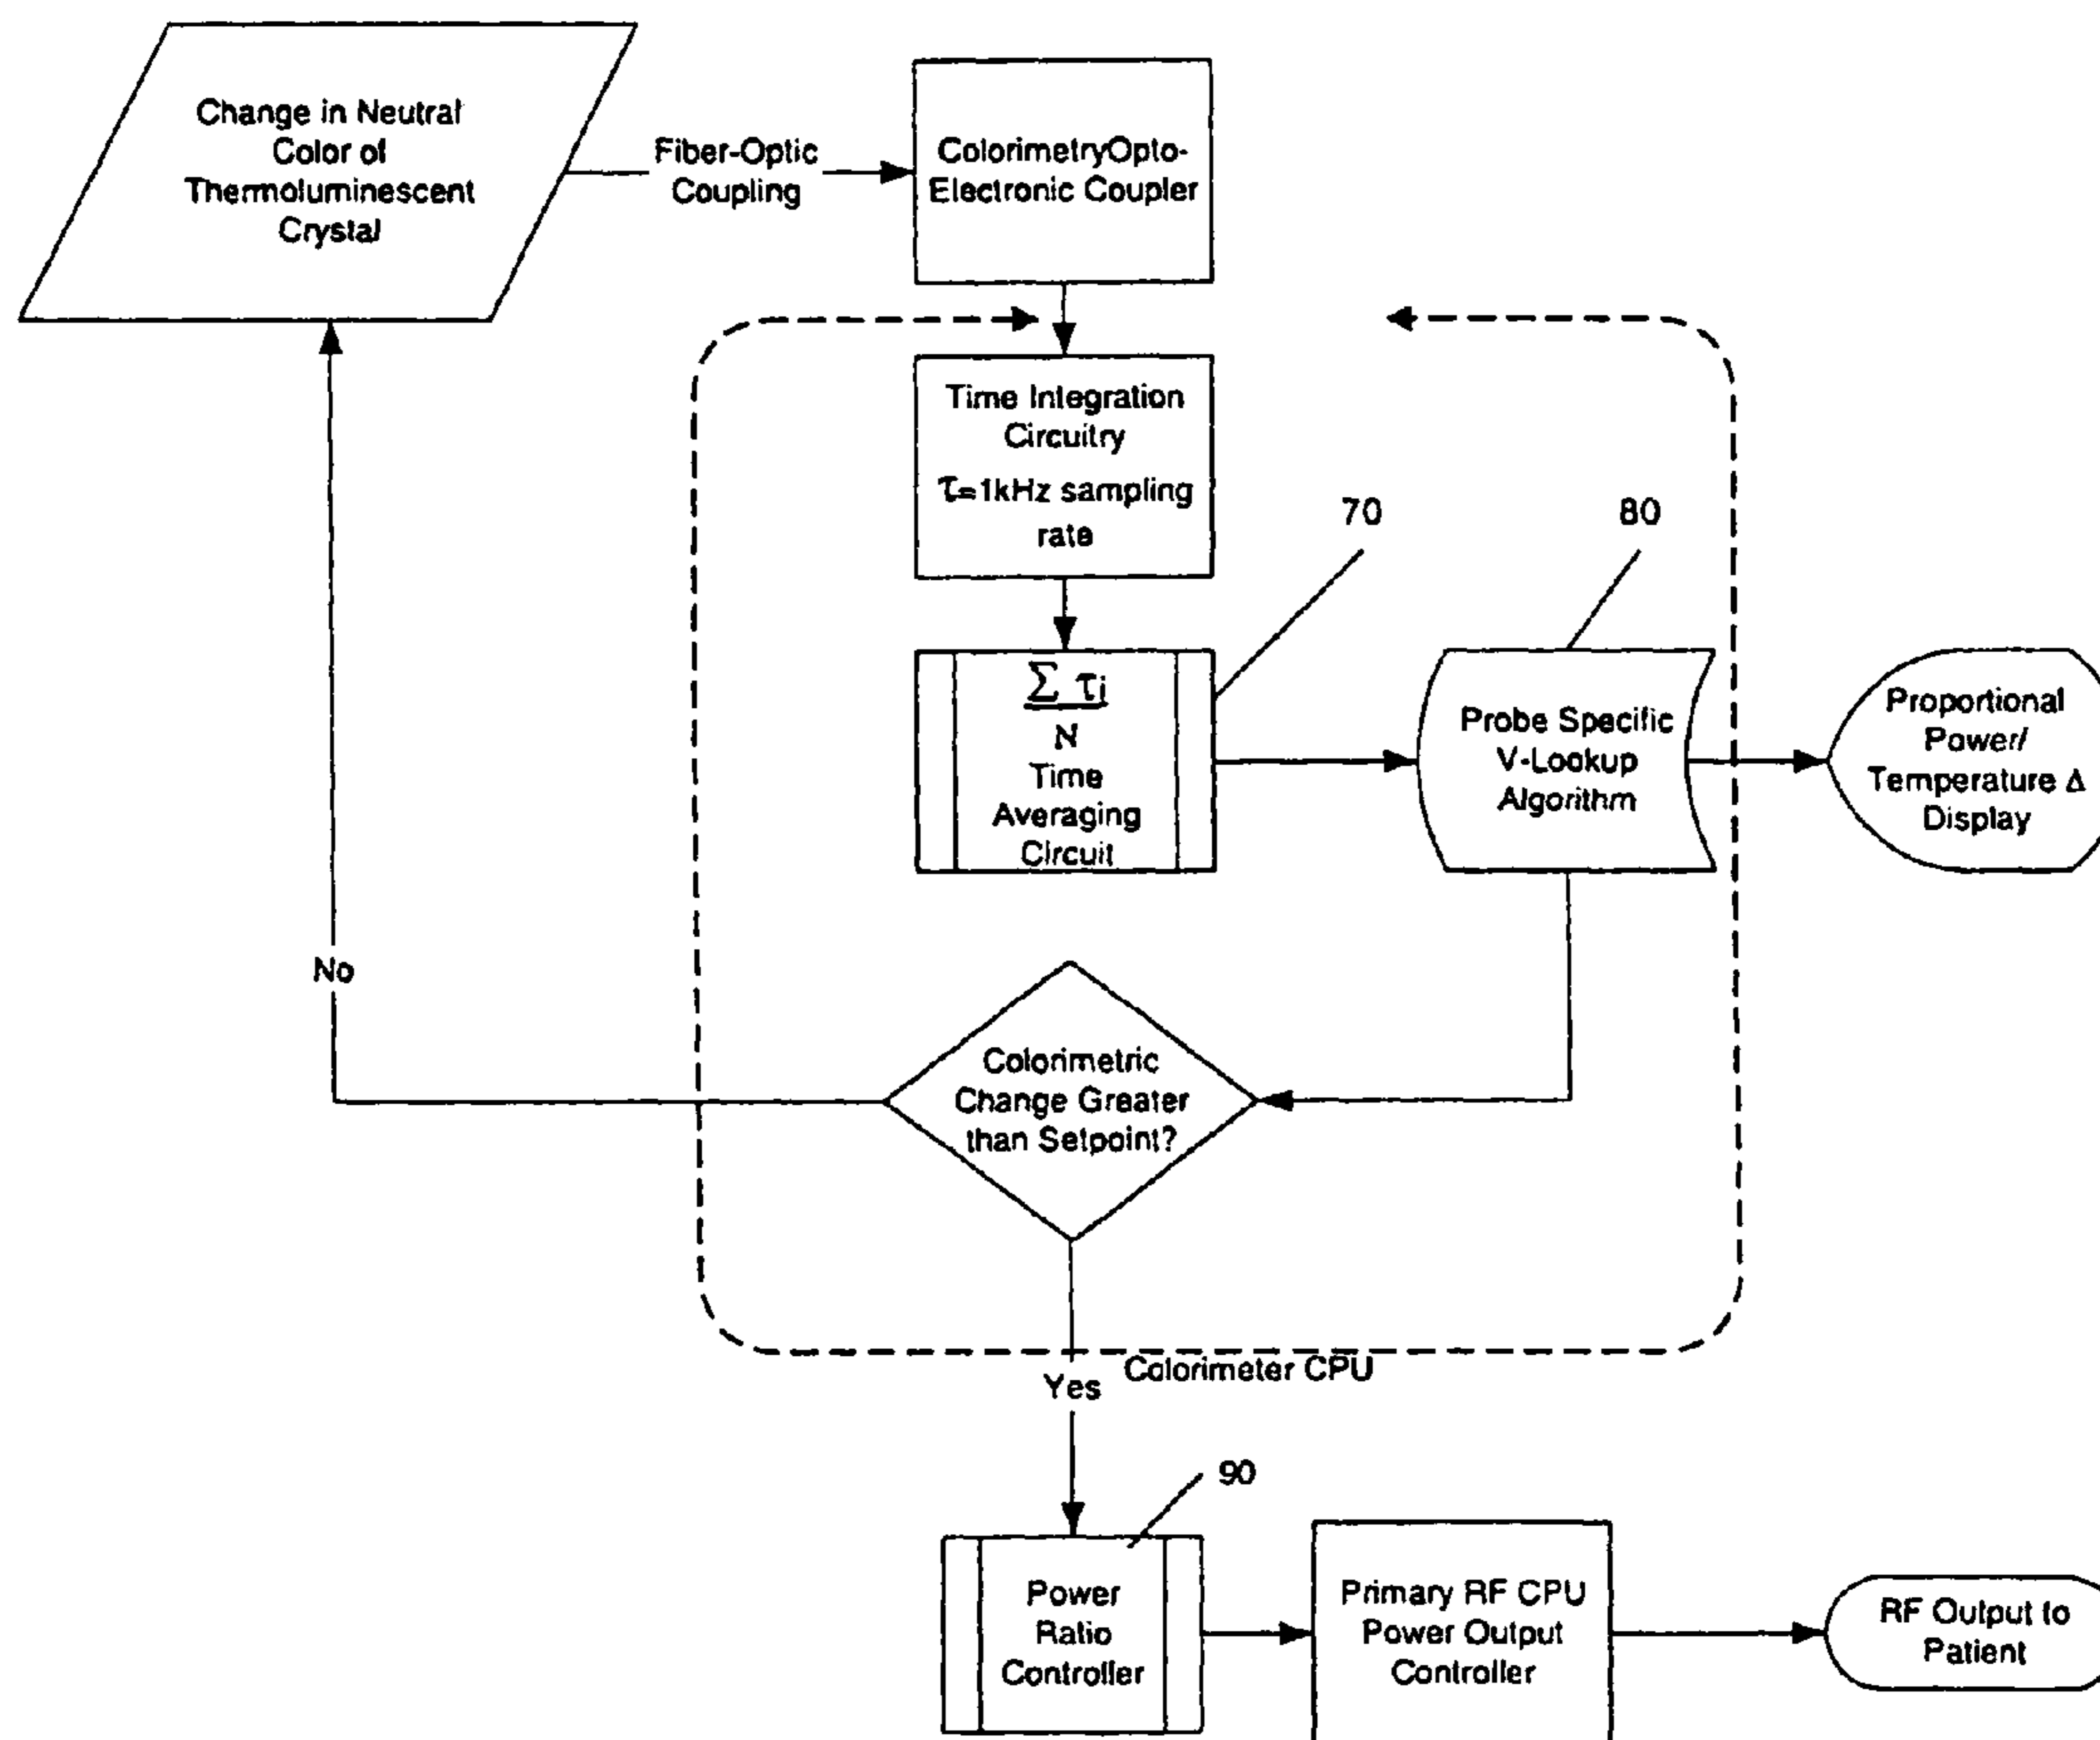 Change in Neutral
Color of
Thermoluminescent
Crystal
Fiber-Optic
Coupling
ColorimetryOpto-
Electronic Coupler
Time Integration
Circuitry
τ=1kHz sampling
rate
70
80
Σ τi
N
Time
Averaging
Circuit
Probe Specific
V-Lookup
Algorithm
Proportional
Power/
Temperature Δ
Display
No
Colorimetric
Change Greater
than Setpoint?
Colorimeter CPU
Yes
90
Power
Ratio
Controller
Primary RF CPU
Power Output
Controller
RF Output to
Patient